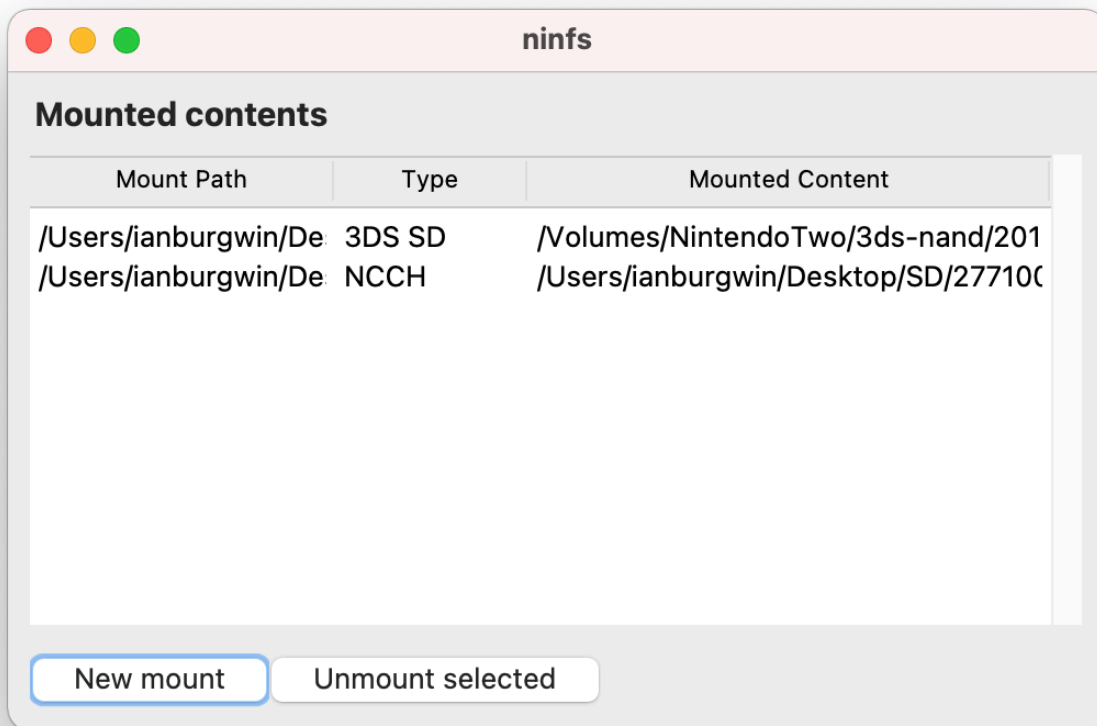 ninfs
Mounted contents
Mount Path Type Mounted Content
/Users/ianburgwin/De 3DS SD /Volumes/NintendoTwo/3ds-nand/201
/Users/ianburgwin/De NCCH /Users/ianburgwin/Desktop/SD/27710
New mount Unmount selected